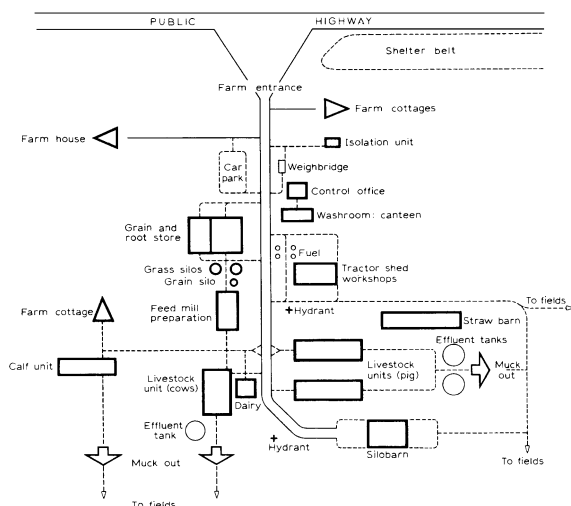 PUBLIC HIGHWAY
Shelter belt
Farm entrance
Farm cottages
Farm house
Isolation unit
Car
park
Weighbridge
Control office
Washroom: canteen
Grain and
root store
Fuel
Grass silos
Grain silo
Tractor shed
workshops
To fields
Farm cottage
Feed mill
preparation
Hydrant
Straw barn
Effluent tanks
Calf unit
Livestock
units (pig)
Muck
out
Livestock
unit (cows)
Dairy
Effluent
tank
Hydrant
Silobarn
Muck out
To fields
To fields